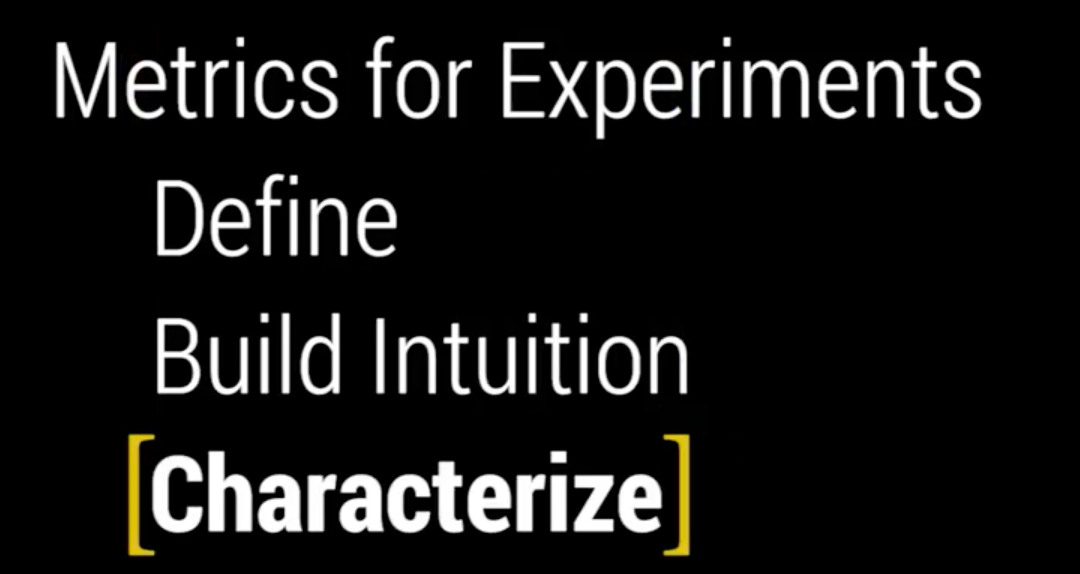 Metrics for Experiments
Define
Build Intuition
[Characterize]